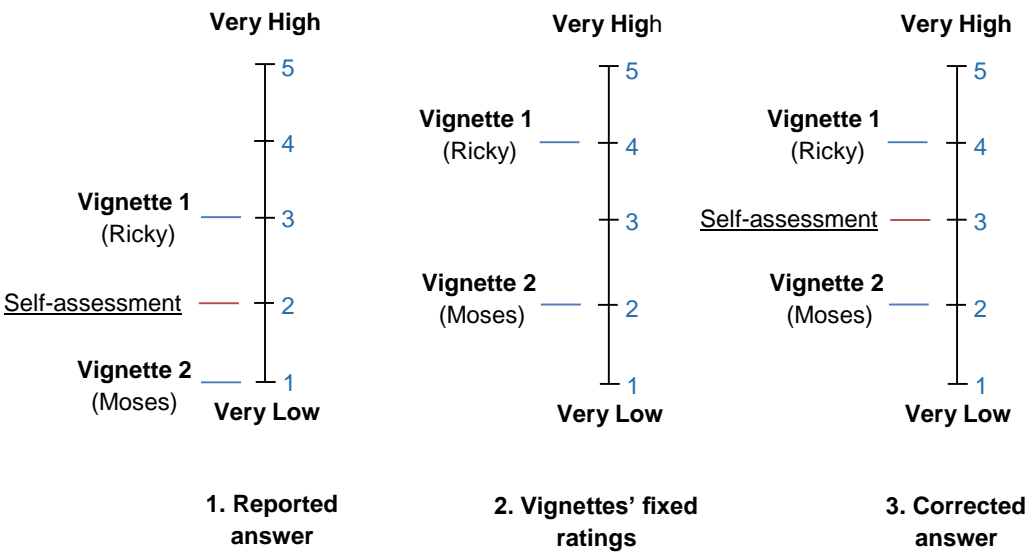 Very High
5
4
Vignette 1
(Ricky)
3
Self-assessment
2
Vignette 2
(Moses)
1
Very Low
1. Reported
answer
Very High
5
Vignette 1
(Ricky)
4
3
Vignette 2
(Moses)
2
1
Very Low
2. Vignettes’ fixed
ratings
Very High
5
Vignette 1
(Ricky)
4
Self-assessment
3
Vignette 2
(Moses)
2
1
Very Low
3. Corrected
answer